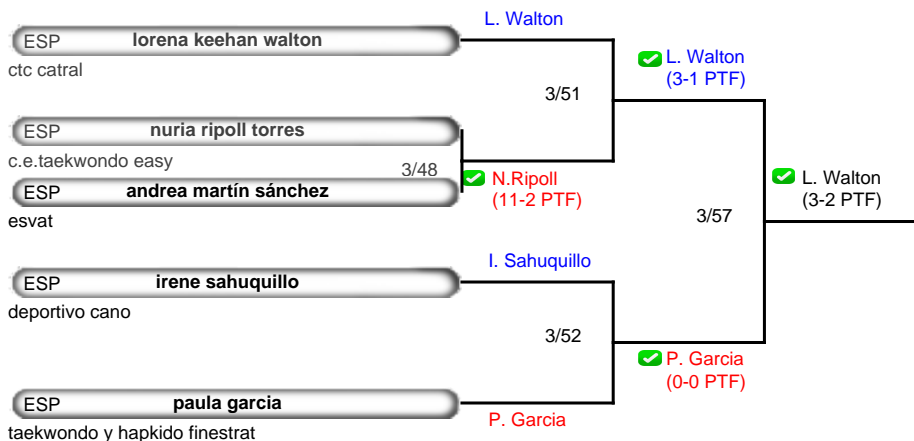 L. Walton
ESP lorena keehan walton
ctc catral
L. Walton
(3-1 PTF)
3/51
ESP nuria ripoll torres
c.e.taekwondo easy
3/48
N.Ripoll
(11-2 PTF)
ESP andrea martín sánchez
esvat
L. Walton
(3-2 PTF)
3/57
I. Sahuquillo
ESP irene sahuquillo
deportivo cano
3/52
P. Garcia
(0-0 PTF)
ESP paula garcia
P. Garcia
taekwondo y hapkido finestrat